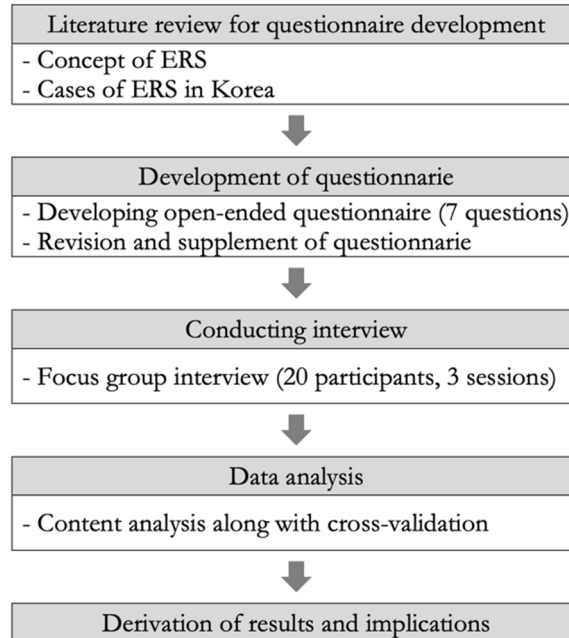 Literature review for questionnaire development
- Concept of ERS
- Cases of ERS in Korea
Development of questionnarie
- Developing open-ended questionnaire (7 questions)
- Revision and supplement of questionnarie
Conducting interview
- Focus group interview (20 participants, 3 sessions)
Data analysis
- Content analysis along with cross-validation
Derivation of results and implications